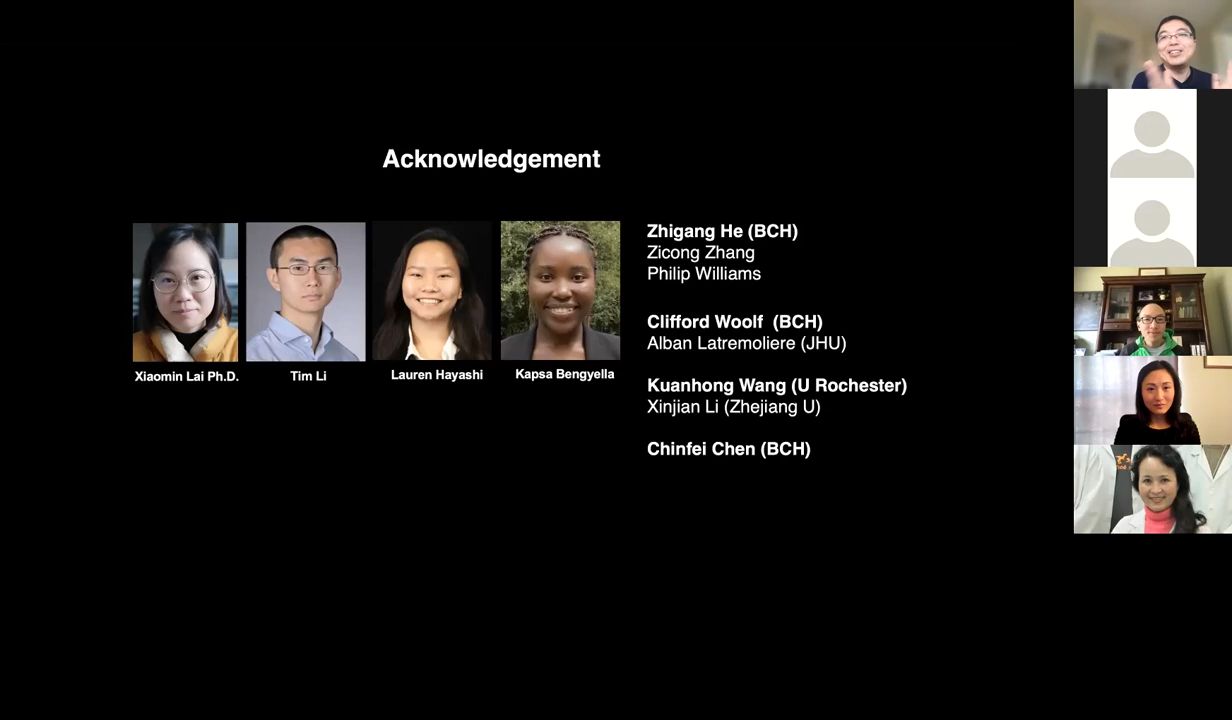 Acknowledgement
Xiaomin Lai Ph.D.
Tim Li
Lauren Hayashi
Kapsa Bengyella
Zhigang He (BCH)
Zicong Zhang
Philip Williams
Clifford Woolf (BCH)
Alban Latremoliere (JHU)
Kuanhong Wang (U Rochester)
Xinjian Li (Zhejiang U)
Chinfei Chen (BCH)